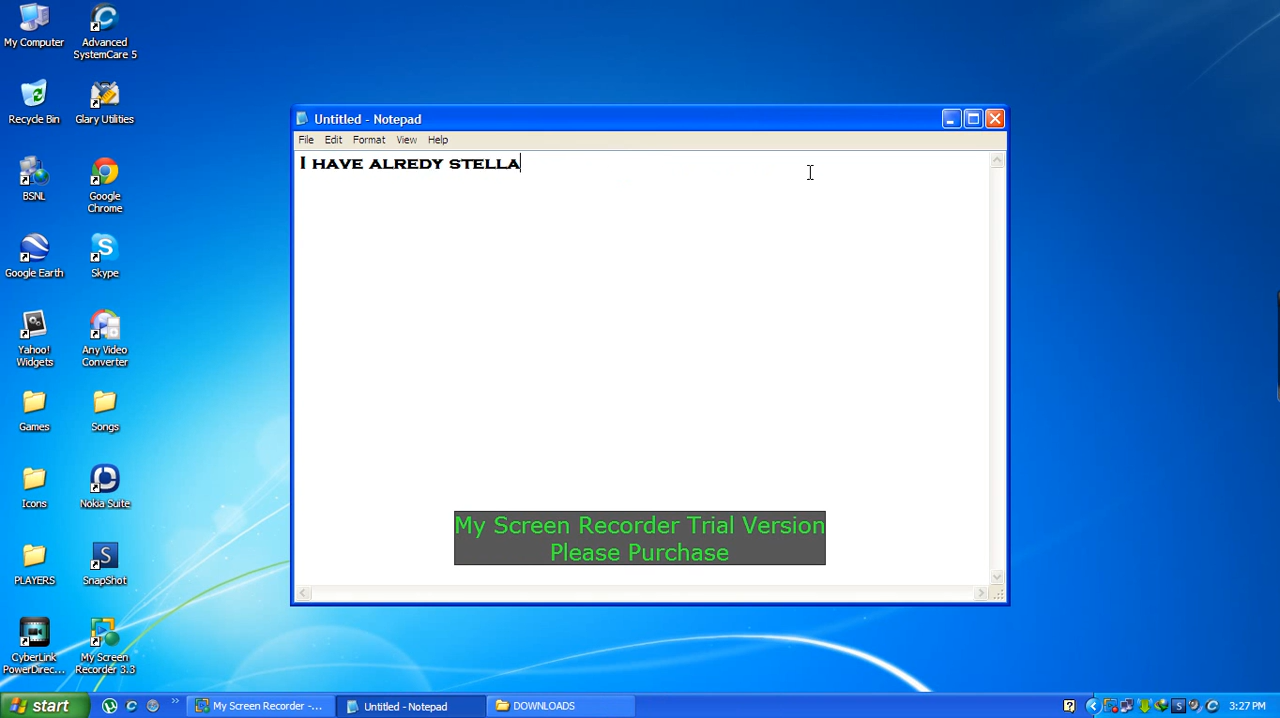 My Computer
Advanced
SystemCare 5
Recycle Bin
Glary Utilities
BSNL
Google
Chrome
Google Earth
Skype
Yahoo!
Widgets
Any Video
Converter
Games
Songs
Icons
Nokia Suite
PLAYERS
SnapShot
CyberLink
PowerDirec...
My Screen
Recorder 3.3
Untitled - Notepad
File Edit Format View Help
I HAVE ALREDY STELLA
My Screen Recorder Trial Version
Please Purchase
start
My Screen Recorder -...
Untitled - Notepad
DOWNLOADS
3:27 PM